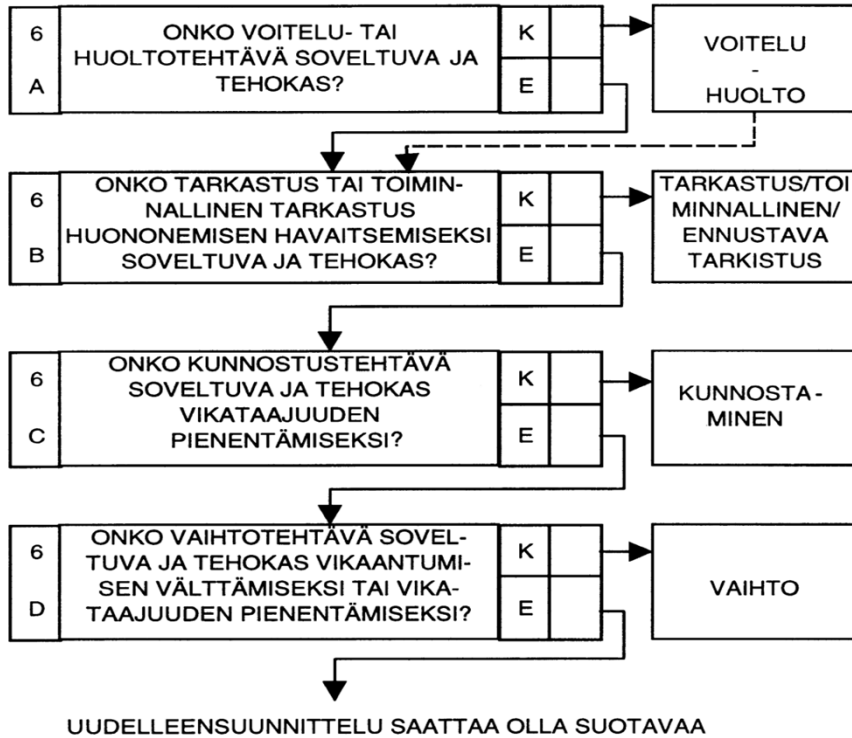 6
A
ONKO VOITELU- TAI
HUOLTOTEHTÄVÄ SOVELTUVA JA
TEHOKAS?
K
E
VOITELU
-
HUOLTO
6
B
ONKO TARKASTUS TAI TOIMIN-
NALLINEN TARKASTUS
HUONONEMISEN HAVAITSEMISEKSI
SOVELTUVA JA TEHOKAS?
K
E
TARKASTUS/TOI
MINNALLINEN/
ENNUSTAVA
TARKISTUS
6
C
ONKO KUNNOSTUSTEHTÄVÄ
SOVELTUVA JA TEHOKAS
VIKATAAJUUDEN
PIENENTÄMISEKSI?
K
E
KUNNOSTA-
MINEN
6
D
ONKO VAIHTOTEHTÄVÄ SOVEL-
TUVA JA TEHOKAS VIKAANTUMI-
SEN VÄLTTÄMISEKSI TAI VIKA-
TAAJUUDEN PIENENTÄMISEKSI?
K
E
VAIHTO
UUDELLEENSUUNNITTELU SAATTAA OLLA SUOTAVAA